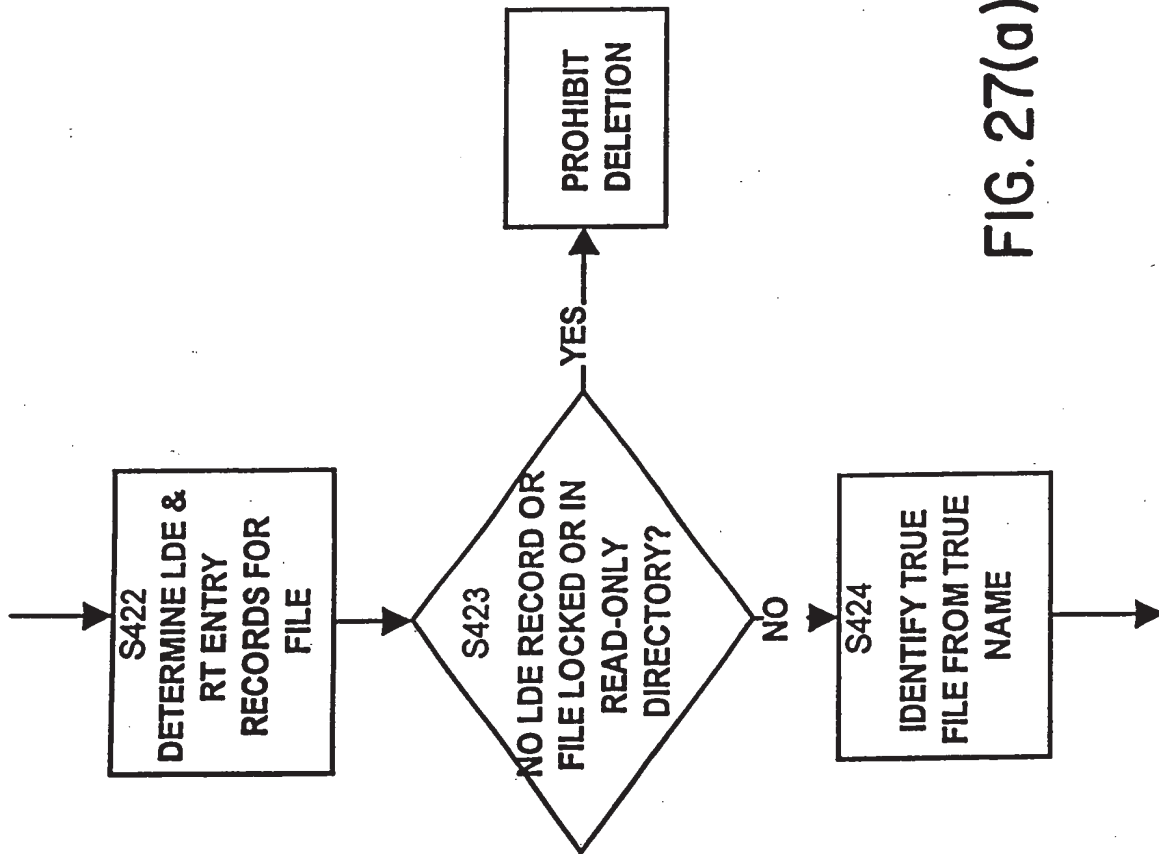 S422
DETERMINE LDE &
RT ENTRY
RECORDS FOR
FILE
S423
NO LDE RECORD OR
FILE LOCKED OR IN
READ-ONLY
DIRECTORY?
YES
PROHIBIT
DELETION
NO
S424
IDENTIFY TRUE
FILE FROM TRUE
NAME
FIG. 27(a)